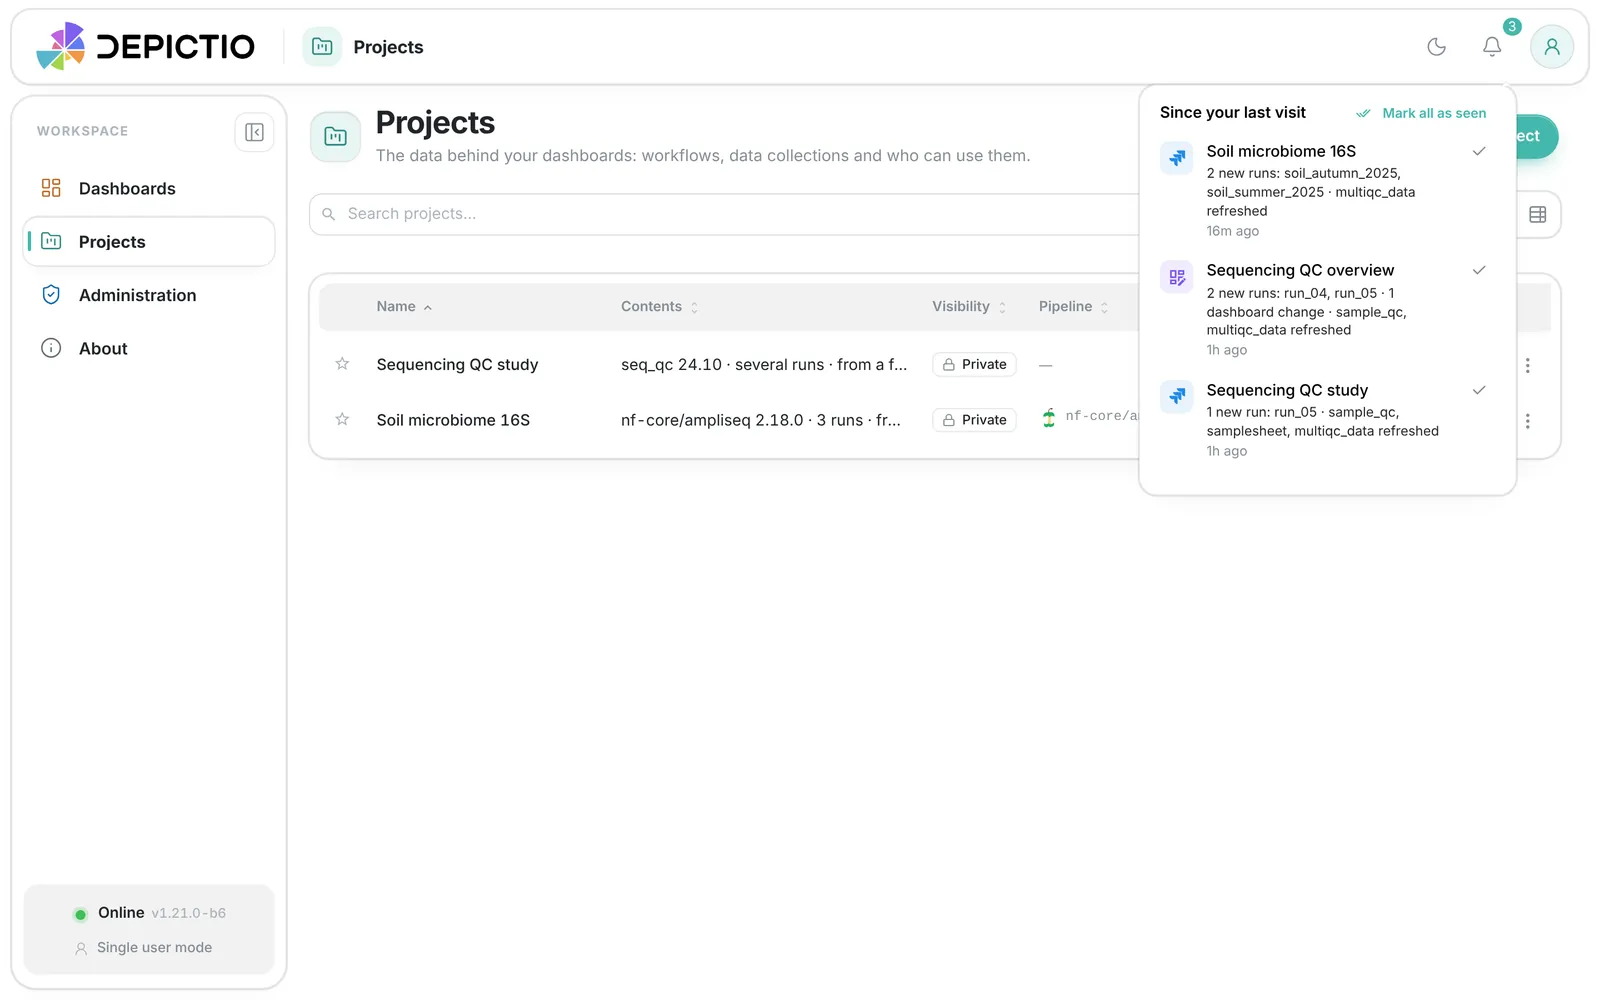 DEPICTIO
Projects
3
WORKSPACE
Dashboards
Projects
Administration
About
Online v1.21.0-b6
Single user mode
Projects
The data behind your dashboards: workflows, data collections and who can use them.
ect
Search projects...
Name
Contents
Visibility
Pipeline
Sequencing QC study
seq_qc 24.10 · several runs · from a f...
Private
—
Soil microbiome 16S
nf-core/ampliseq 2.18.0 · 3 runs · fr...
Private
nf-core/a
Since your last visit
Mark all as seen
Soil microbiome 16S
2 new runs: soil_autumn_2025,
soil_summer_2025 · multiqc_data
refreshed
16m ago
Sequencing QC overview
2 new runs: run_04, run_05 · 1
dashboard change · sample_qc,
multiqc_data refreshed
1h ago
Sequencing QC study
1 new run: run_05 · sample_qc,
samplesheet, multiqc_data refreshed
1h ago